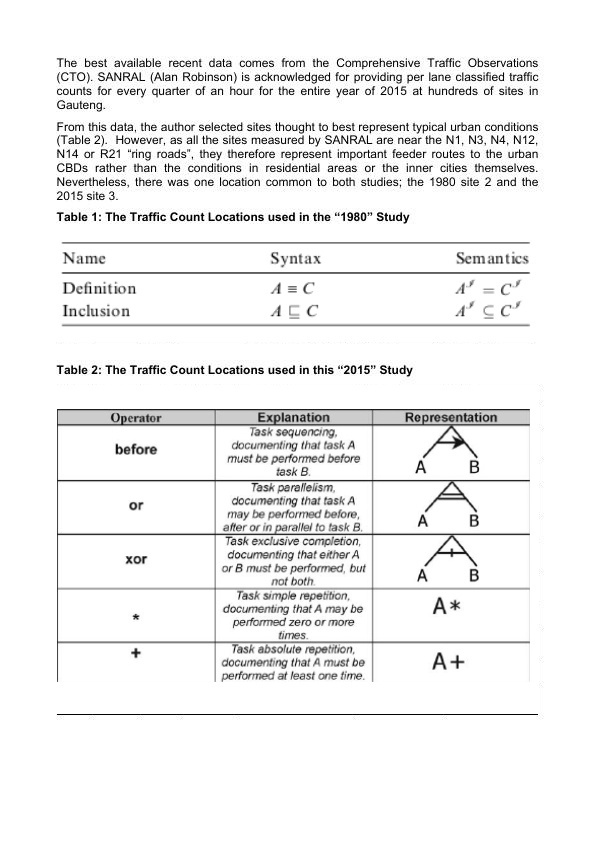 The best available recent data comes from the Comprehensive Traffic Observations
(CTO). SANRAL (Alan Robinson) is acknowledged for providing per lane classified traffic
counts for every quarter of an hour for the entire year of 2015 at hundreds of sites in
Gauteng.
From this data, the author selected sites thought to best represent typical urban conditions
(Table 2).  However, as all the sites measured by SANRAL are near the N1, N3, N4, N12,
N14 or R21 “ring roads”, they therefore represent important feeder routes to the urban
CBDs rather than the conditions in residential areas or the inner cities themselves.
Nevertheless, there was one location common to both studies; the 1980 site 2 and the
2015 site 3.
Table 1: The Traffic Count Locations used in the “1980” Study
Name Syntax Semantics
Definition A ≡ C A^ℐ = C^ℐ
Inclusion A ⊑ C A^ℐ ⊆ C^ℐ
Table 2: The Traffic Count Locations used in this “2015” Study
Operator Explanation Representation
before
Task sequencing,
documenting that task A
must be performed before
task B.
A B
or
Task parallelism,
documenting that task A
may be performed before,
after or in parallel to task B.
A B
xor
Task exclusive completion,
documenting that either A
or B must be performed, but
not both.
A B
*
Task simple repetition,
documenting that A may be
performed zero or more
times.
A*
+
Task absolute repetition,
documenting that A must be
performed at least one time.
A+